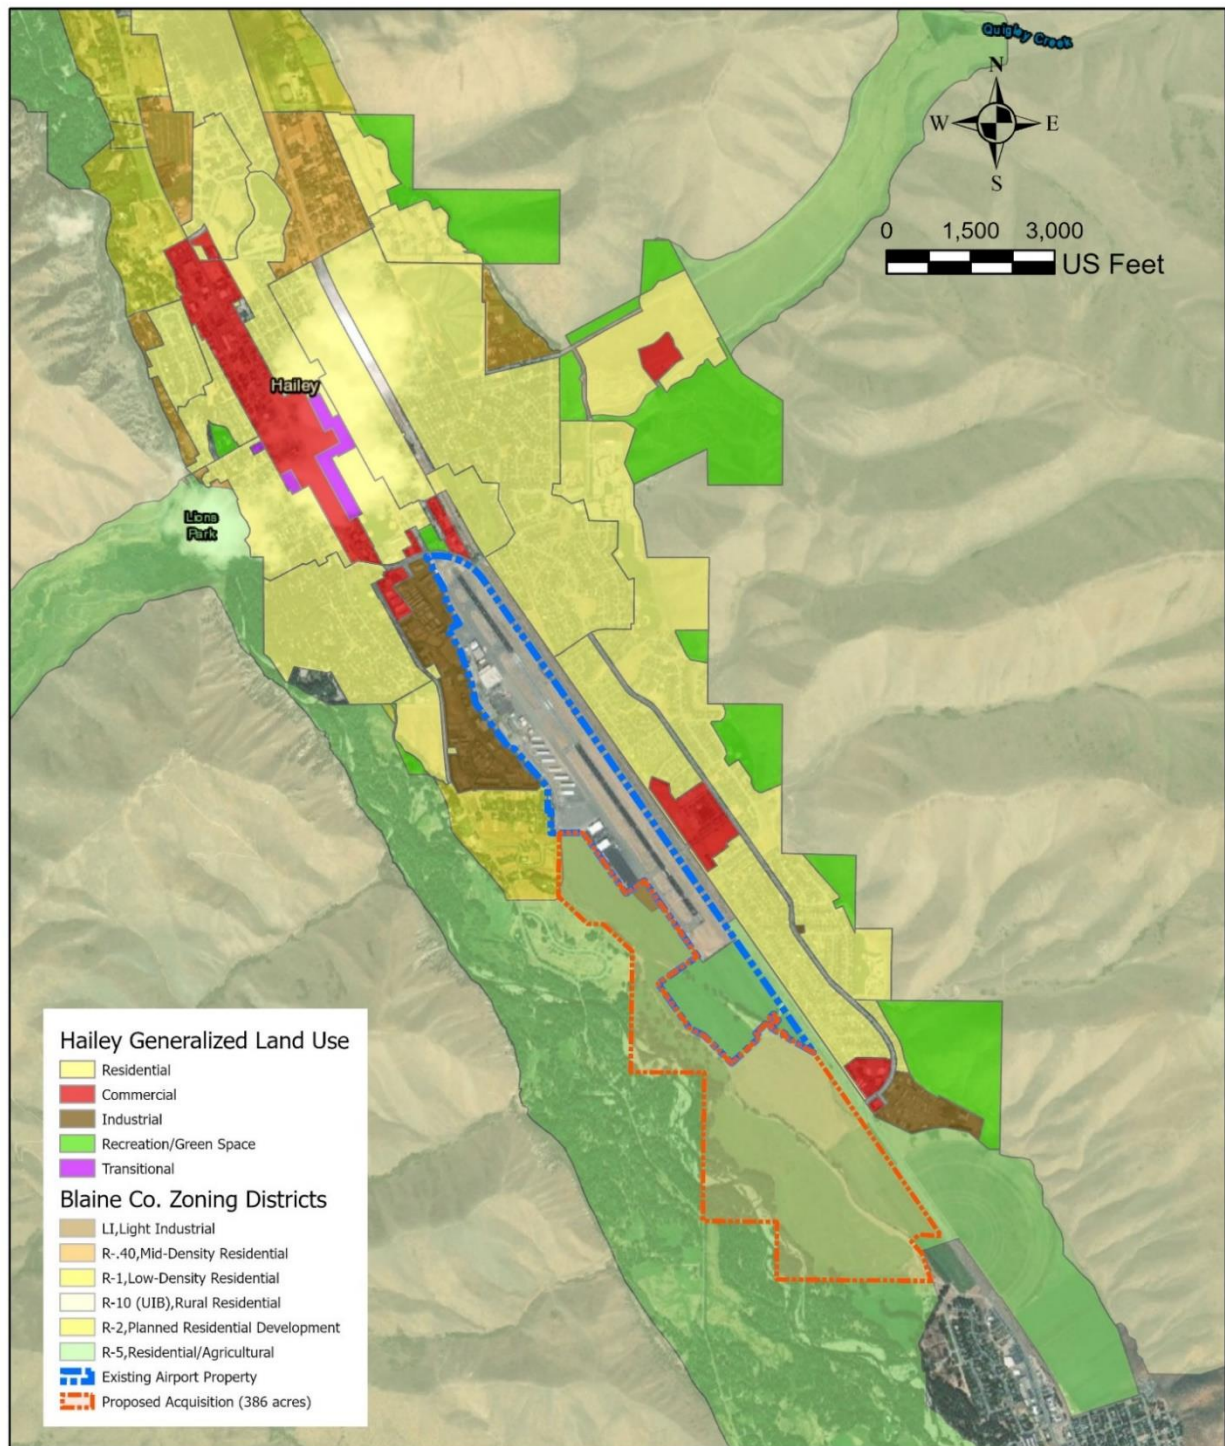 Quigley Creek
N
W E
S
0 1,500 3,000
US Feet
Hailey
Lions
Park
Hailey Generalized Land Use
Residential
Commercial
Industrial
Recreation/Green Space
Transitional
Blaine Co. Zoning Districts
LI,Light Industrial
R-.40,Mid-Density Residential
R-1,Low-Density Residential
R-10 (UIB),Rural Residential
R-2,Planned Residential Development
R-5,Residential/Agricultural
Existing Airport Property
Proposed Acquisition (386 acres)